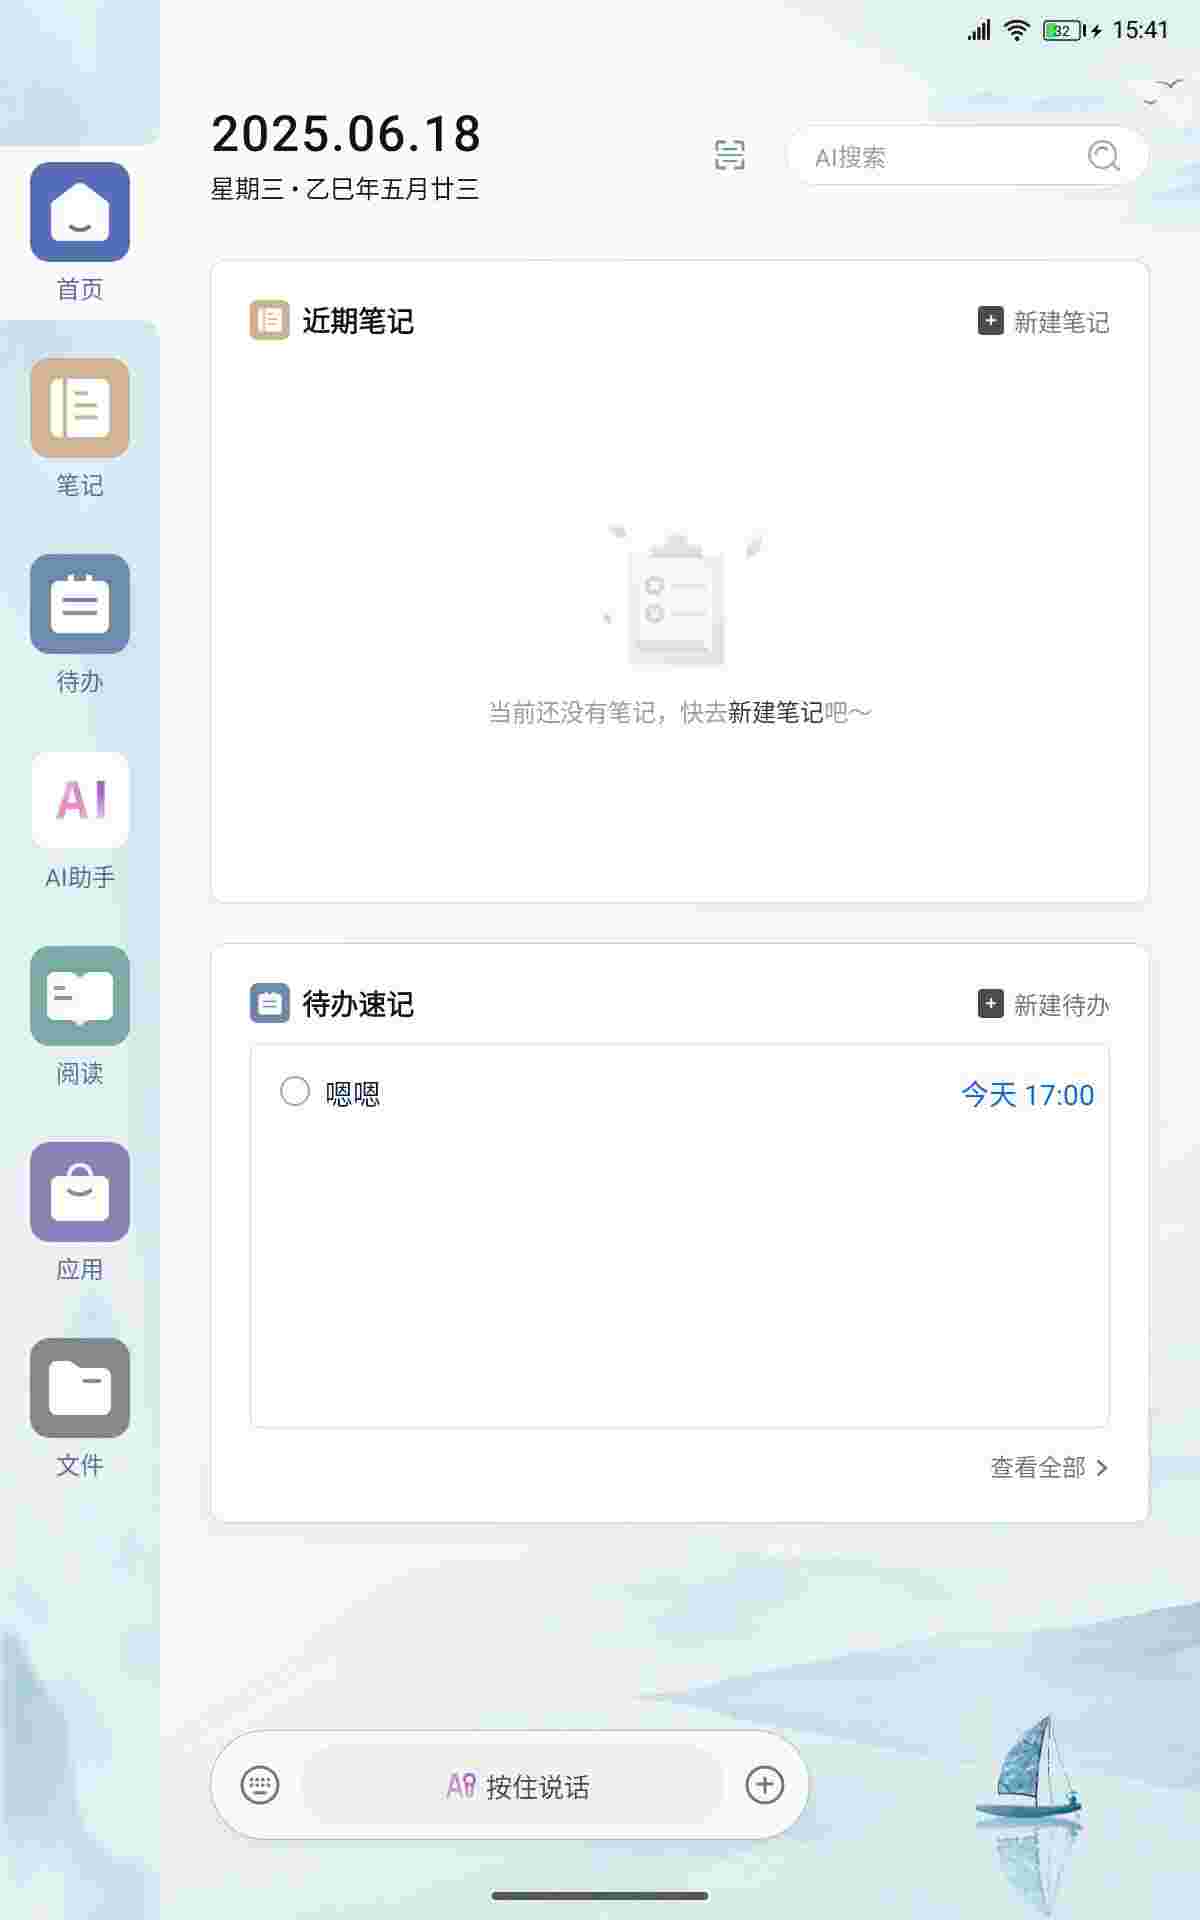 32 15:41
2025.06.18
星期三·乙巳年五月廿三
AI搜索
首页
笔记
待办
AI
AI助手
阅读
应用
文件
近期笔记
新建笔记
当前还没有笔记，快去新建笔记吧～
待办速记
新建待办
嗯嗯
今天 17:00
查看全部
AI 按住说话